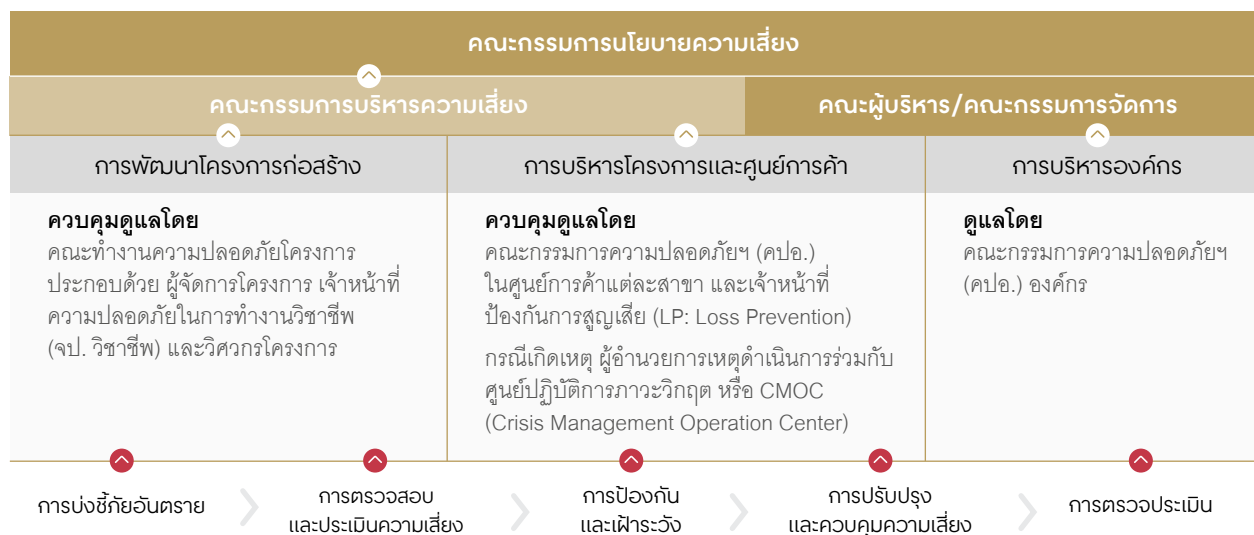 คณะกรรมการนโยบายความเสี่ยง
คณะกรรมการบริหารความเสี่ยง
คณะผู้บริหาร/คณะกรรมการจัดการ
การพัฒนาโครงการก่อสร้าง
การบริหารโครงการและศูนย์การค้า
การบริหารองค์กร
ควบคุมดูแลโดย
คณะทำงานความปลอดภัยโครงการ
ประกอบด้วย ผู้จัดการโครงการ เจ้าหน้าที่
ความปลอดภัยในการทำงานวิชาชีพ
(จป. วิชาชีพ) และวิศวกรโครงการ
ควบคุมดูแลโดย
คณะกรรมการความปลอดภัยฯ (คปอ.)
ในศูนย์การค้าแต่ละสาขา และเจ้าหน้าที่
ป้องกันการสูญเสีย (LP: Loss Prevention)
กรณีเกิดเหตุ ผู้อำนวยการเหตุดำเนินการร่วมกับ
ศูนย์ปฏิบัติการภาวะวิกฤต หรือ CMOC
(Crisis Management Operation Center)
ดูแลโดย
คณะกรรมการความปลอดภัยฯ
(คปอ.) องค์กร
การบ่งชี้ภัยอันตราย
การตรวจสอบ
และประเมินความเสี่ยง
การป้องกัน
และเฝ้าระวัง
การปรับปรุง
และควบคุมความเสี่ยง
การตรวจประเมิน